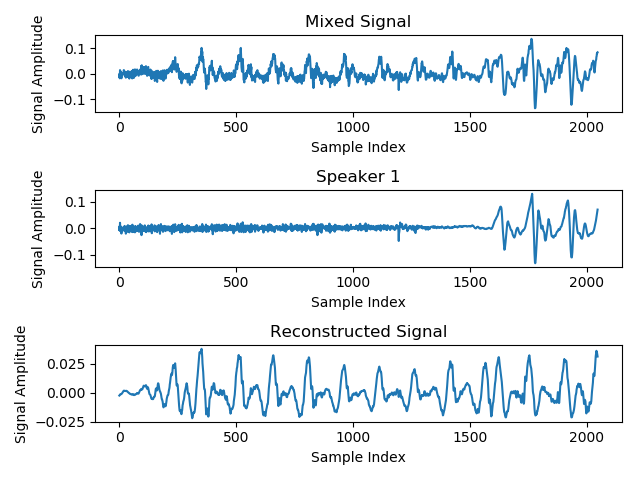 Mixed Signal
Signal Amplitude
0.1
0.0
−0.1
0 500 1000 1500 2000
Sample Index
Speaker 1
Signal Amplitude
0.1
0.0
−0.1
0 500 1000 1500 2000
Sample Index
Reconstructed Signal
Signal Amplitude
0.025
0.000
−0.025
0 500 1000 1500 2000
Sample Index